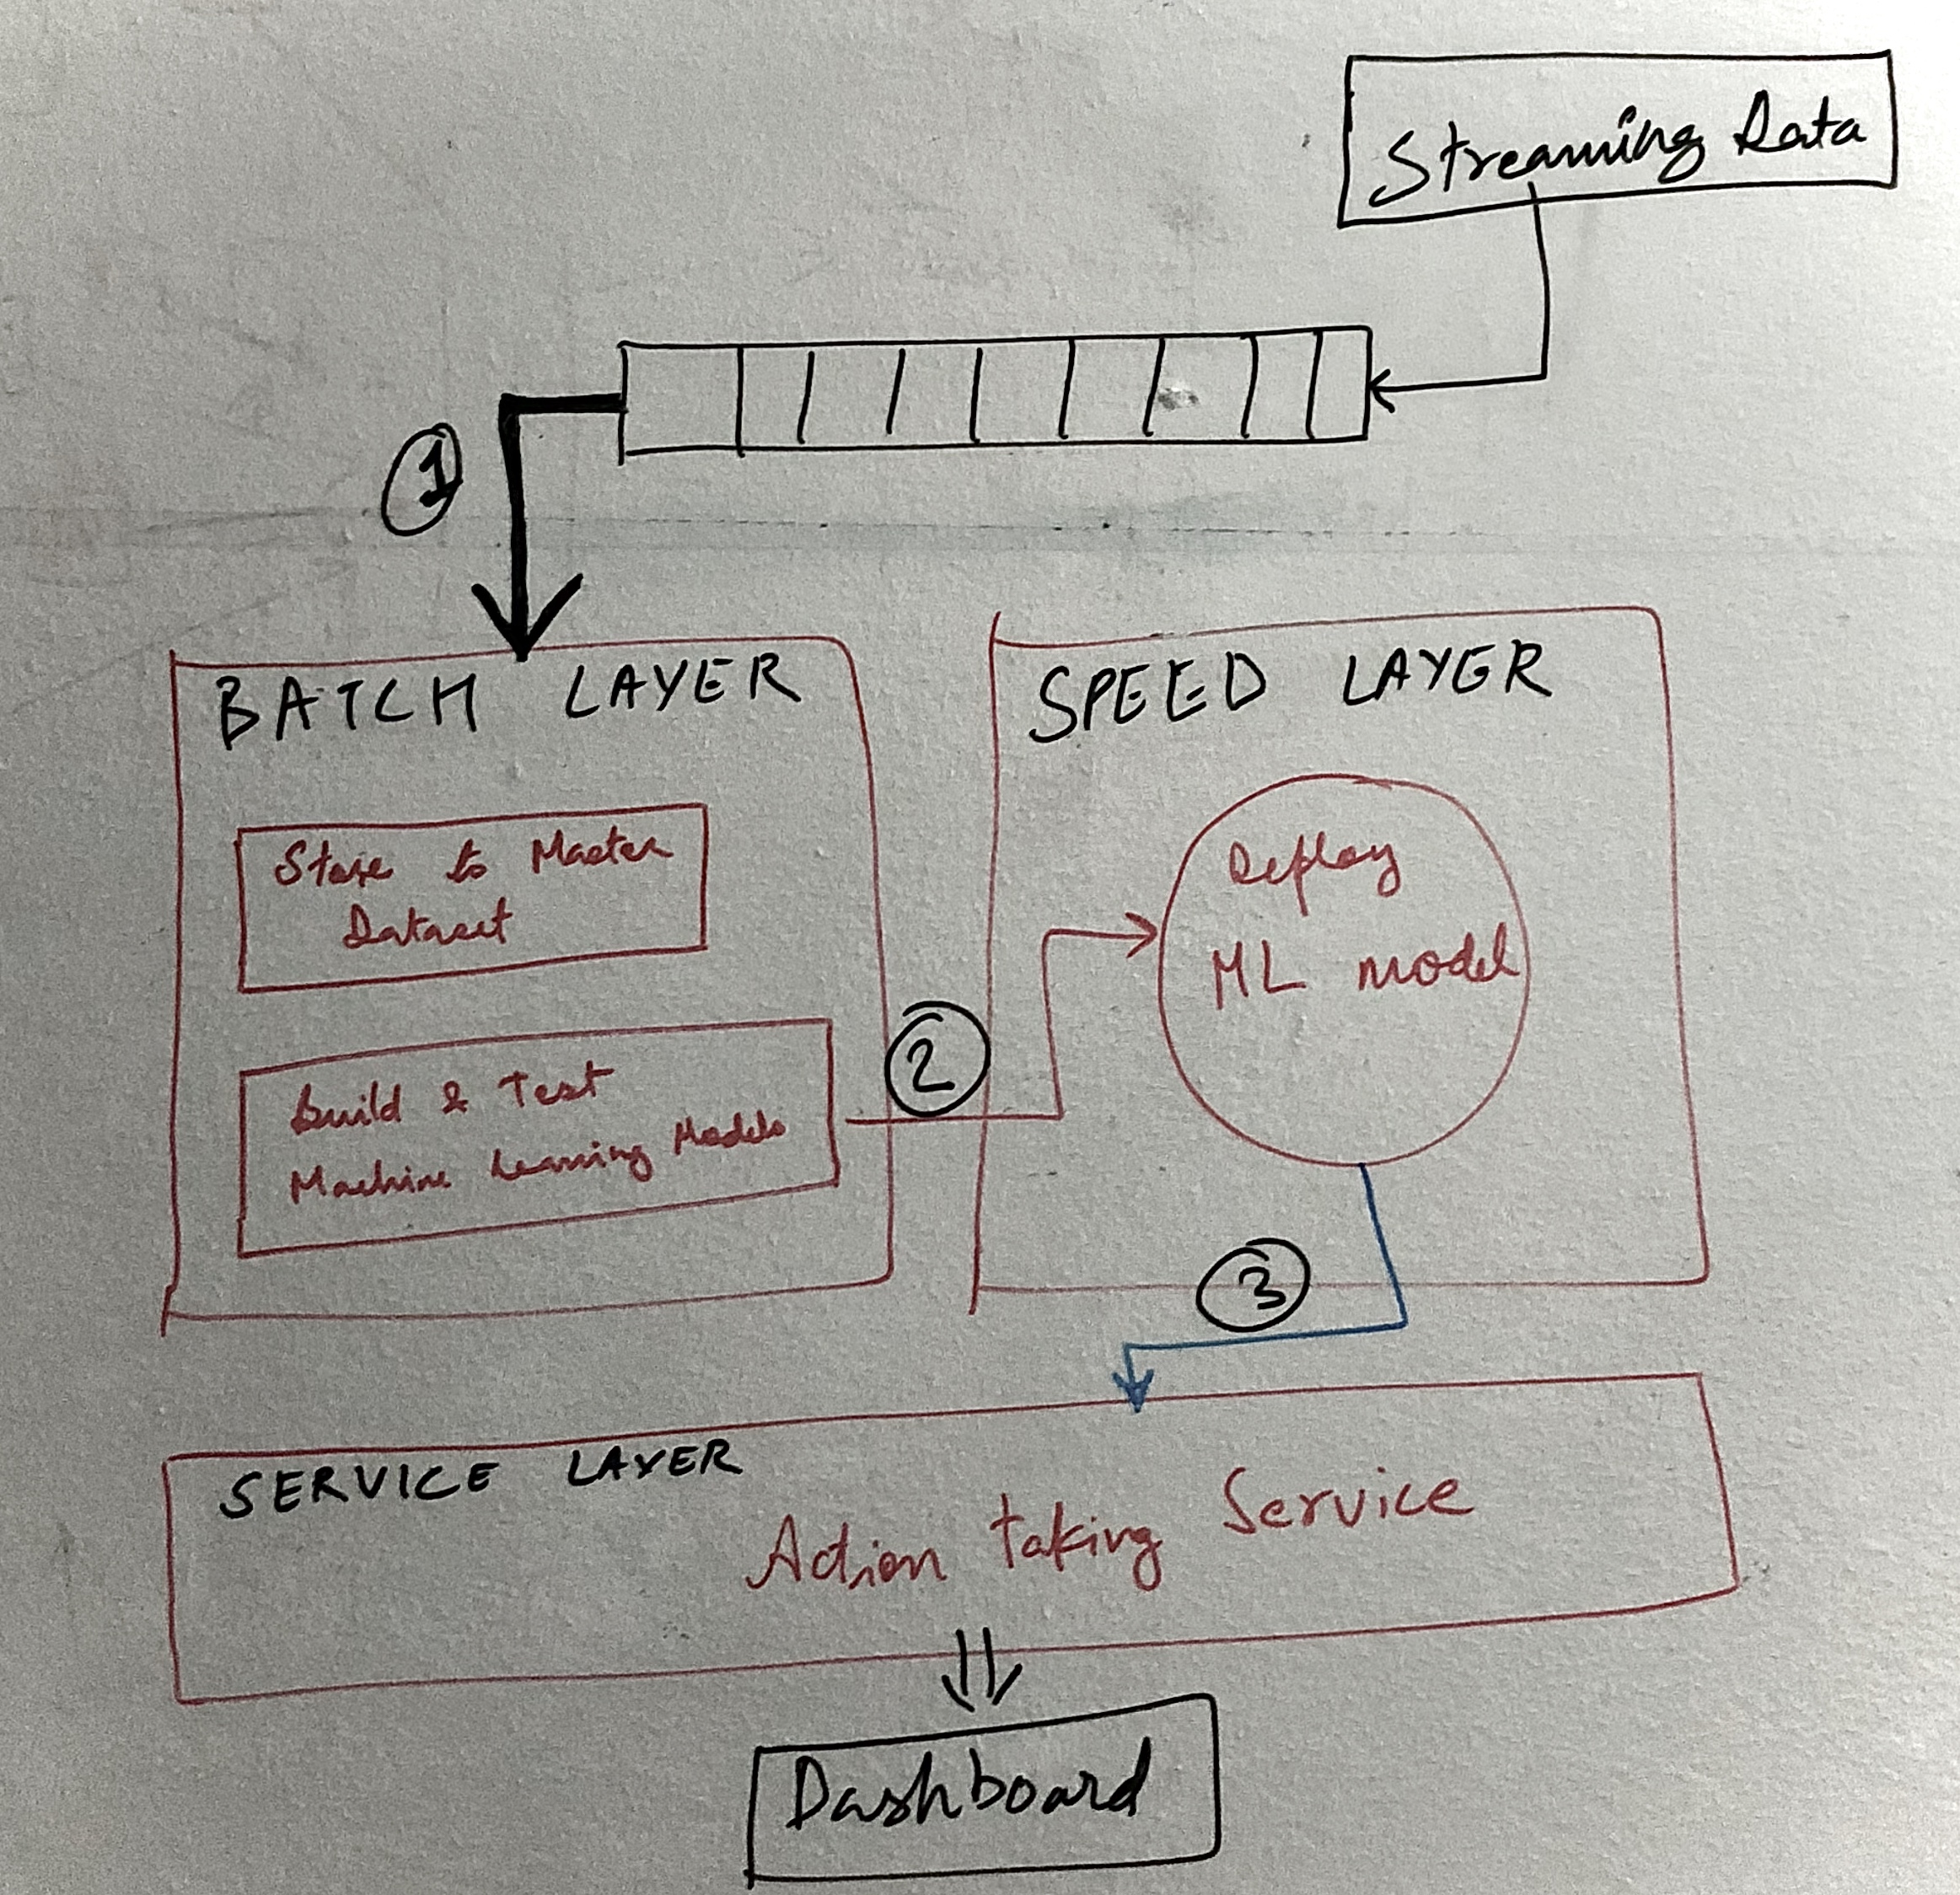 Streaming Data
1
BATCH LAYER
SPEED LAYER
Store to Master
Dataset
Deploy
ML model
2
Build & Test
Machine Learning Models
3
SERVICE LAYER
Action taking Service
Dashboard